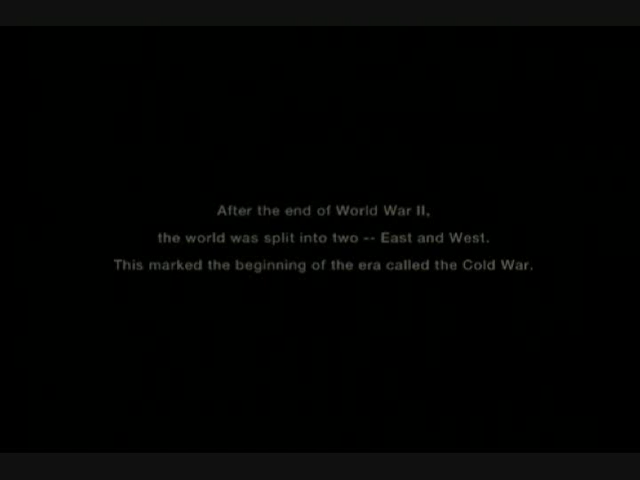 After the end of World War II,
the world was split into two -- East and West.
This marked the beginning of the era called the Cold War.